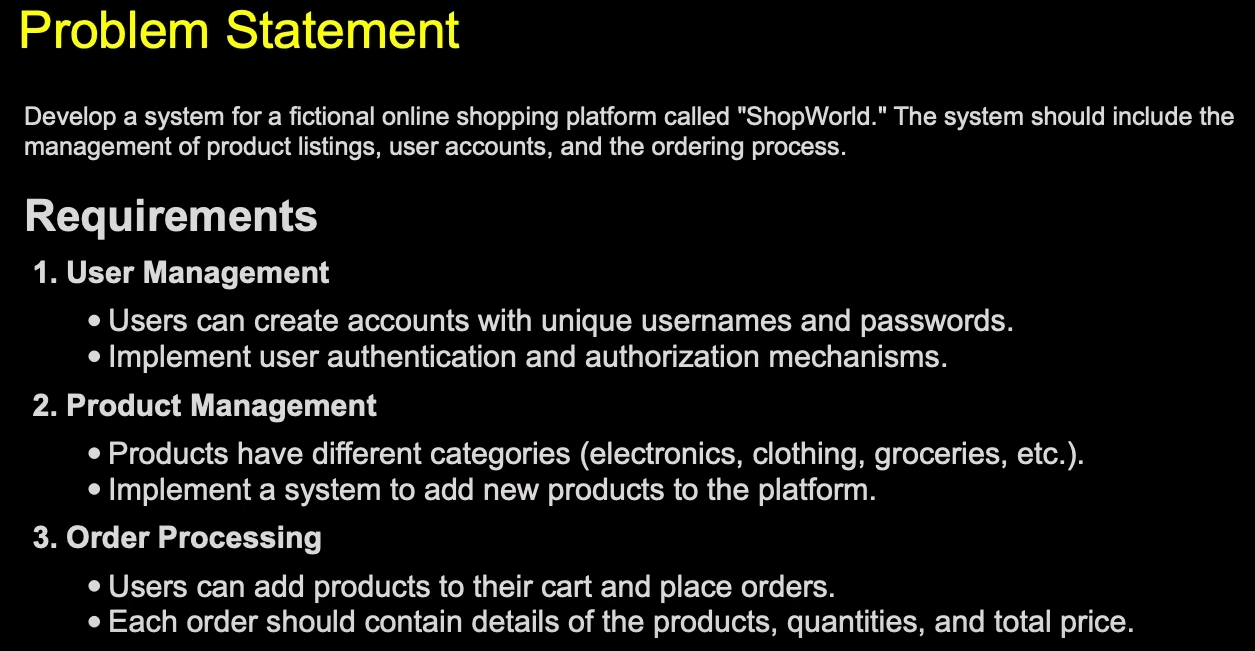 Problem Statement
Develop a system for a fictional online shopping platform called "ShopWorld." The system should include the
management of product listings, user accounts, and the ordering process.
Requirements
1. User Management
• Users can create accounts with unique usernames and passwords.
• Implement user authentication and authorization mechanisms.
2. Product Management
• Products have different categories (electronics, clothing, groceries, etc.).
• Implement a system to add new products to the platform.
3. Order Processing
• Users can add products to their cart and place orders.
• Each order should contain details of the products, quantities, and total price.